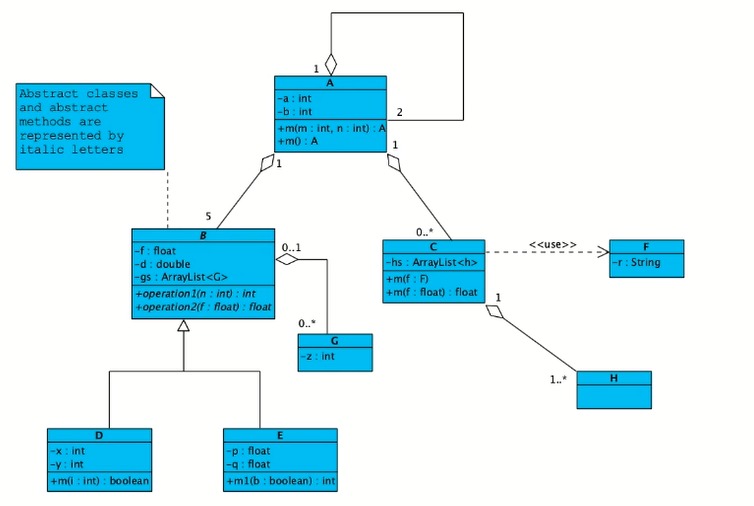 1
A
-a : int
-b : int
+m(m : int, n : int) : A
+m() : A
2
1
1
Abstract classes
and abstract
methods are
represented by
italic letters
5
B
-f : float
-d : double
-gs : ArrayList<G>
+operation1(n : int) : int
+operation2(f : float) : float
0..1
0..*
G
-z : int
0..*
C
-hs : ArrayList<h>
+m(f : F)
+m(f : float) : float
<<use>>
F
-r : String
1
1..*
H
D
-x : int
-y : int
+m(i : int) : boolean
E
-p : float
-q : float
+m1(b : boolean) : int